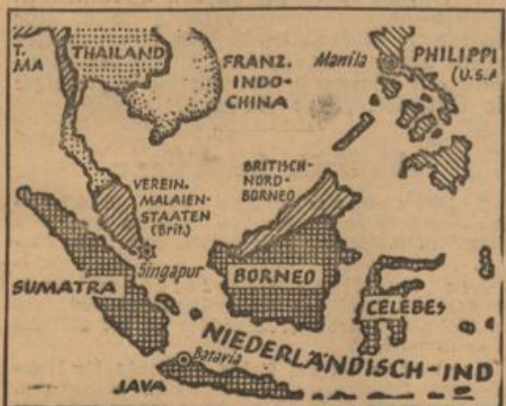 T.
MA
THAILAND
FRANZ.
INDO-
CHINA
Manila
PHILIPPI
(U.S.A
VEREIN.
MALAIEN-
STAATEN
(Brit.)
BRITISCH-
NORD-
BORNEO
Singapur
SUMATRA
BORNEO
CELEBES
NIEDERLÄNDISCH-IND
Batavia
JAVA